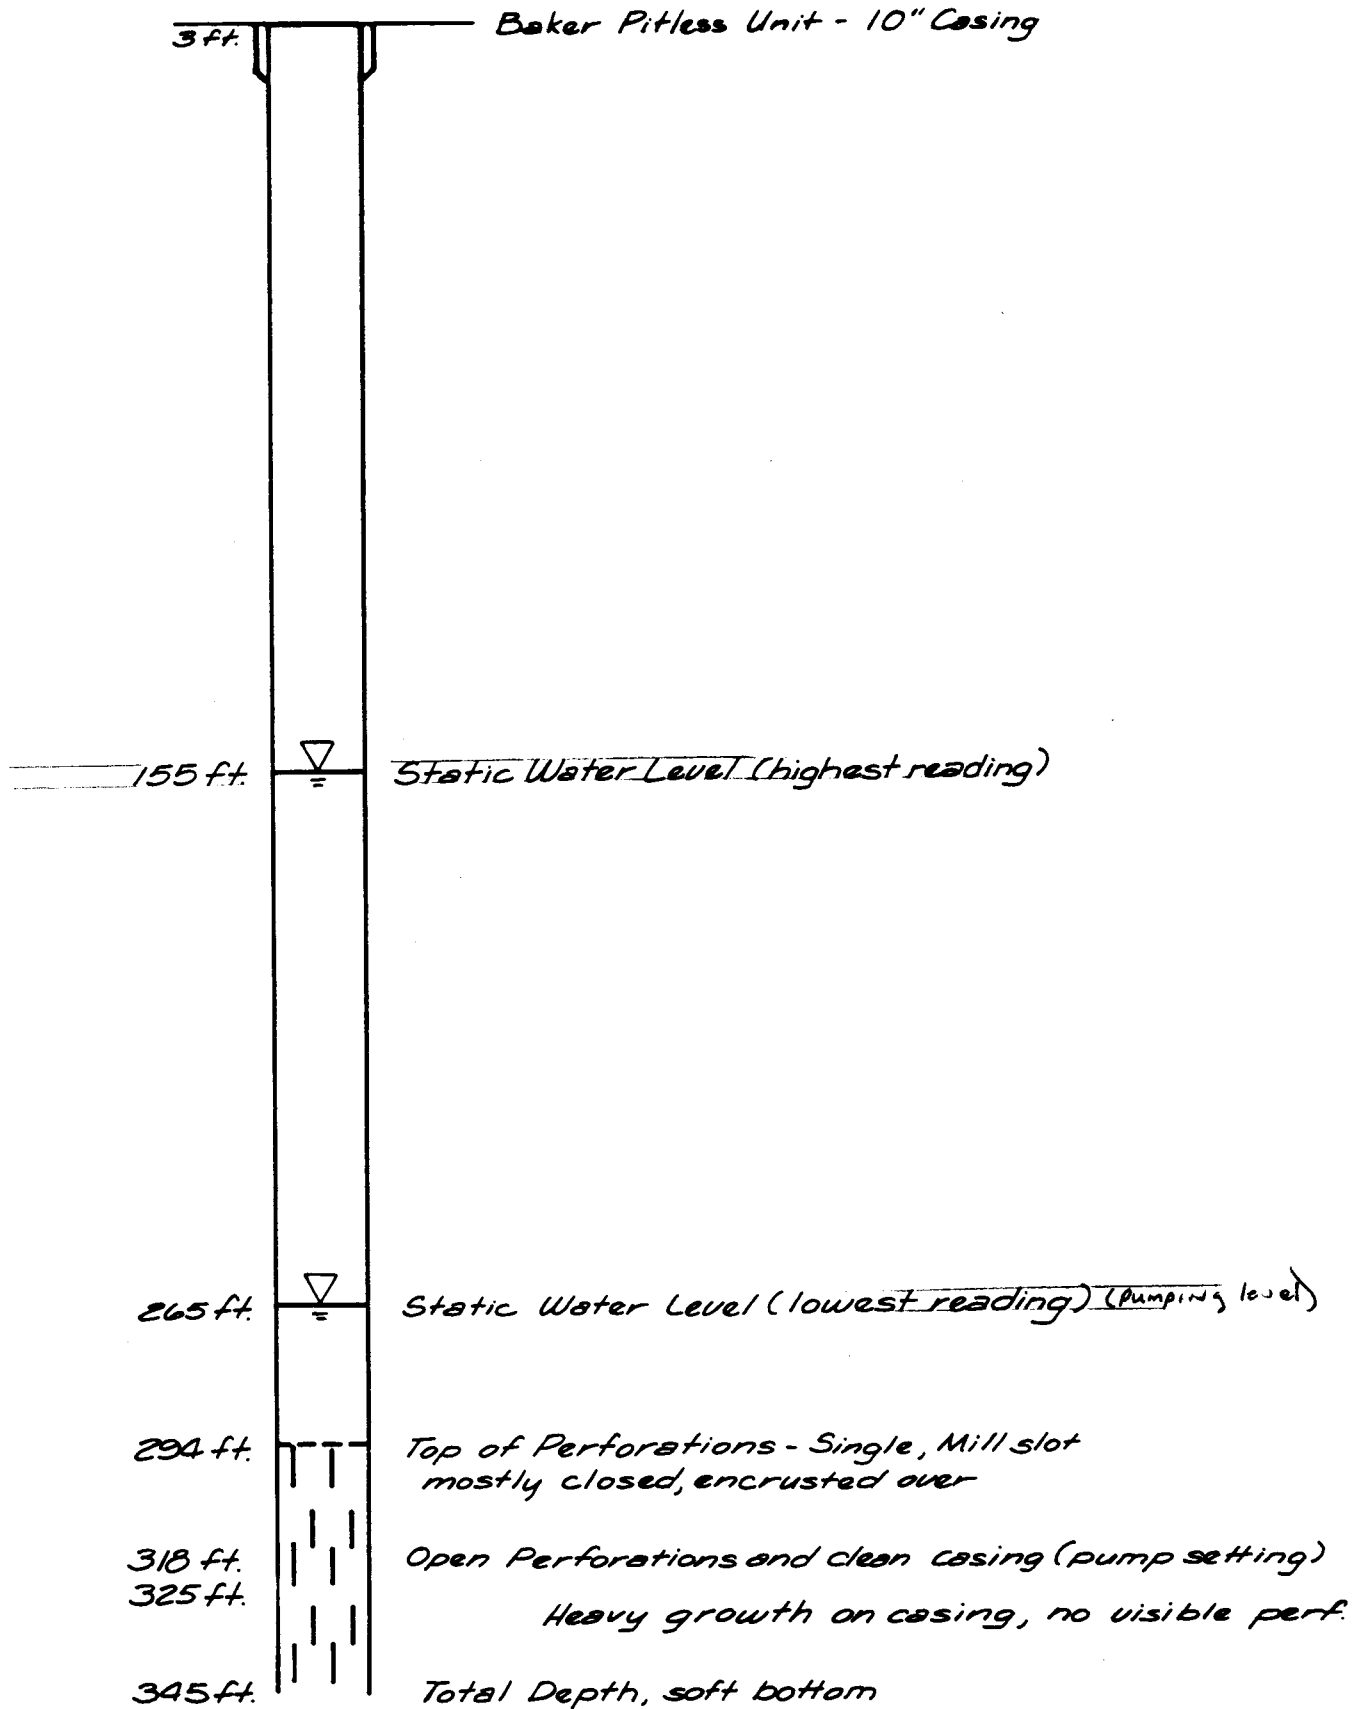 3 ft. Baker Pitless Unit - 10" Casing
155 ft. Static Water Level (highest reading)
265 ft. Static Water Level (lowest reading) (Pumping level)
294 ft. Top of Perforations - Single, Mill slot
mostly closed, encrusted over
318 ft. Open Perforations and clean casing (pump setting)
325 ft.
Heavy growth on casing, no visible perf.
345 ft. Total Depth, soft bottom